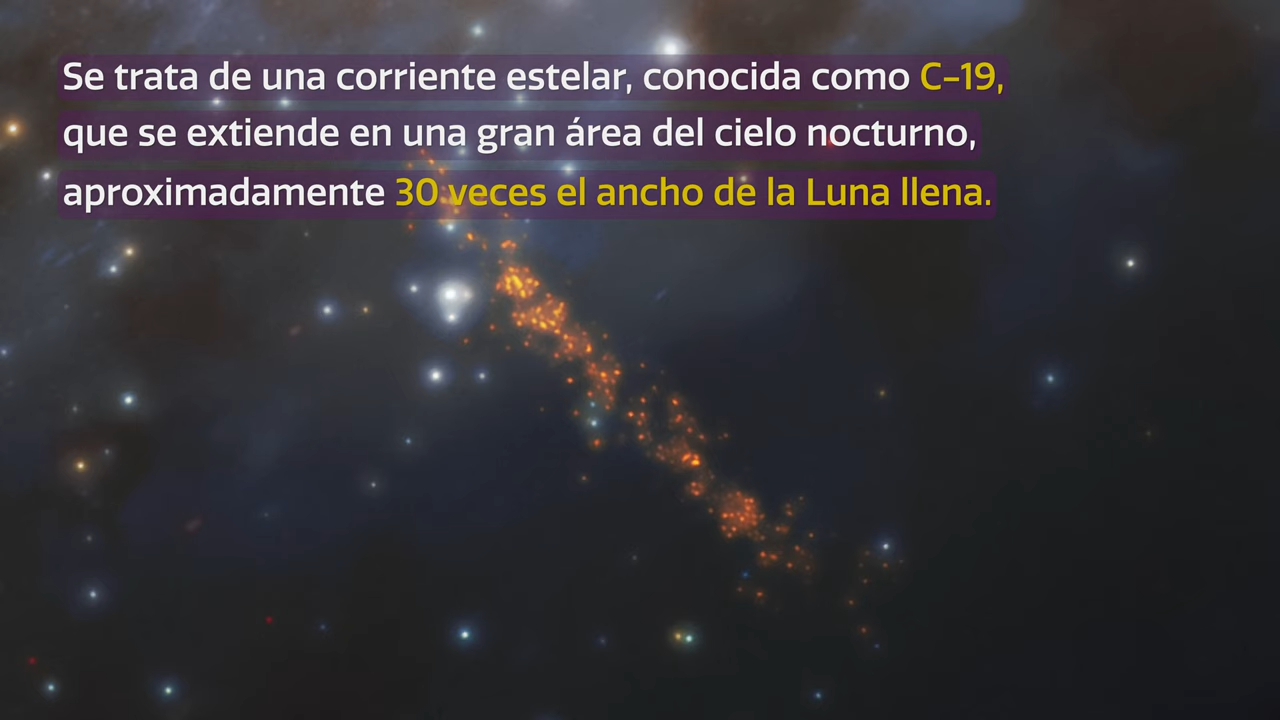 Se trata de una corriente estelar, conocida como C-19,
que se extiende en una gran área del cielo nocturno,
aproximadamente 30 veces el ancho de la Luna llena.